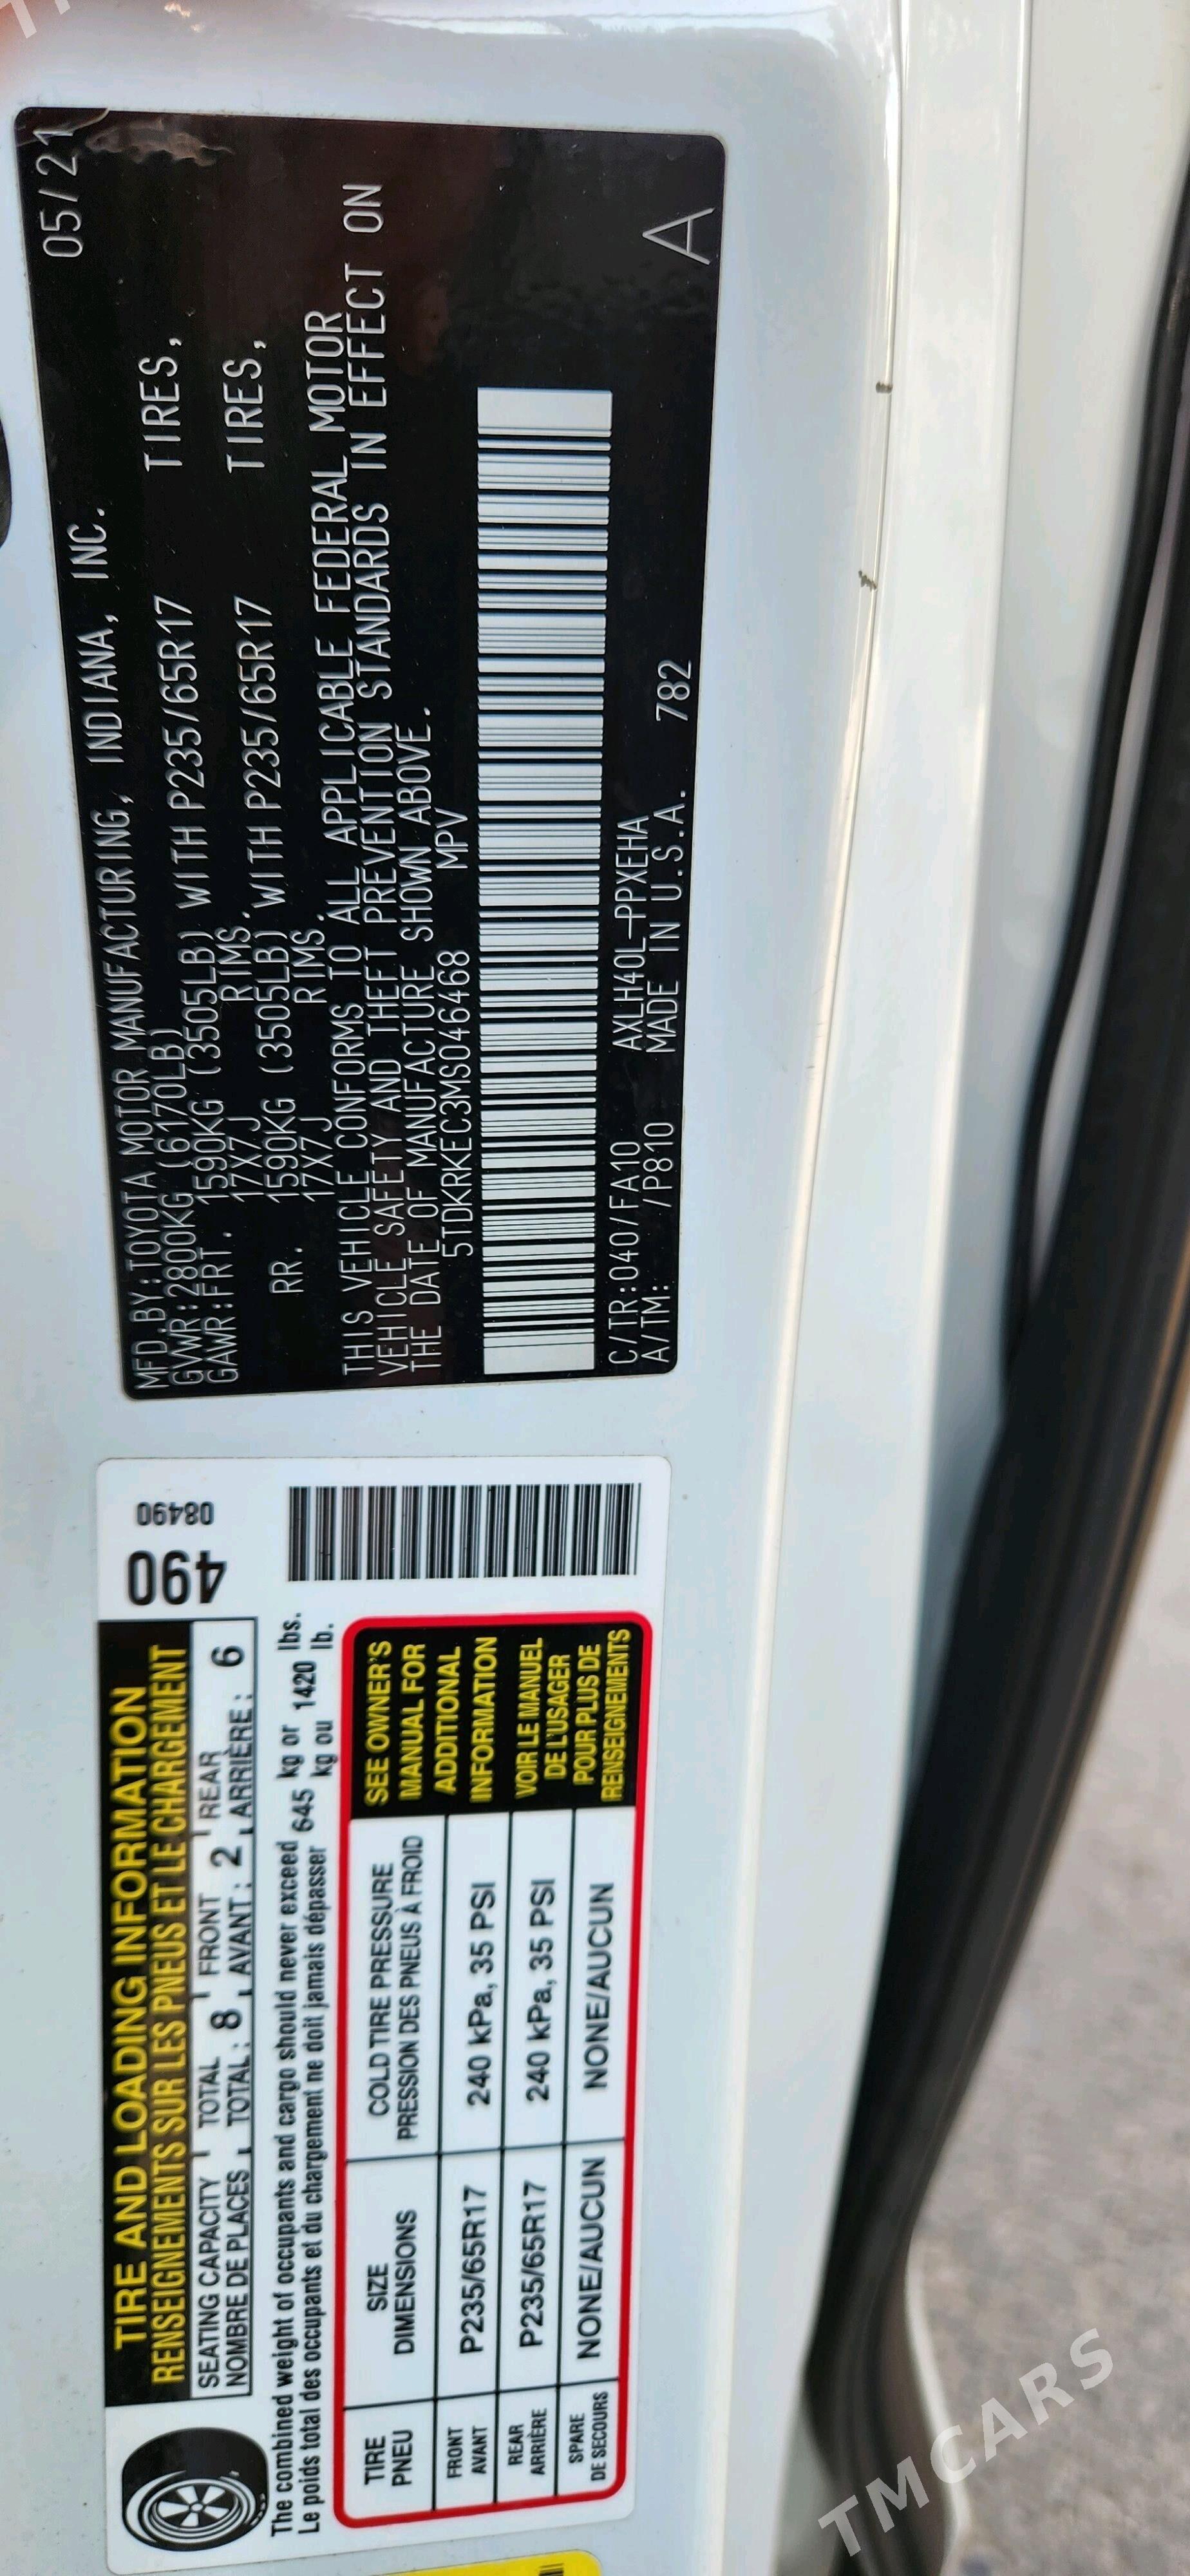 05/21
MFD.BY:TOYOTA MOTOR MANUFACTURING, INDIANA, INC.
GVWR:2800KG (6170LB)
GAWR:FRT. 1590KG (3505LB) WITH P235/65R17 TIRES,
17X7J RIMS.
RR. 1590KG (3505LB) WITH P235/65R17 TIRES,
17X7J RIMS.
THIS VEHICLE CONFORMS TO ALL APPLICABLE FEDERAL MOTOR
VEHICLE SAFETY AND THEFT PREVENTION STANDARDS IN EFFECT ON
THE DATE OF MANUFACTURE SHOWN ABOVE.
5TDKRKEC3MS046468 MPV
C/TR:040/FA10 AXLH40L-PPXEHA
A/TM: /P810 MADE IN U.S.A. 782
A
TIRE AND LOADING INFORMATION
RENSEIGNEMENTS SUR LES PNEUS ET LE CHARGEMENT
490
08490
SEATING CAPACITY TOTAL FRONT REAR
NOMBRE DE PLACES TOTAL: 8 AVANT: 2 ARRIÈRE: 6
The combined weight of occupants and cargo should never exceed 645 kg or 1420 lbs.
Le poids total des occupants et du chargement ne doit jamais dépasser kg ou lb.
TIRE SIZE COLD TIRE PRESSURE
PNEU DIMENSIONS PRESSION DES PNEUS À FROID
FRONT
AVANT P235/65R17 240 kPa, 35 PSI
REAR
ARRIÈRE P235/65R17 240 kPa, 35 PSI
SPARE
DE SECOURS NONE/AUCUN NONE/AUCUN
SEE OWNER'S
MANUAL FOR
ADDITIONAL
INFORMATION
VOIR LE MANUEL
DE L'USAGER
POUR PLUS DE
RENSEIGNEMENTS
TMCARS